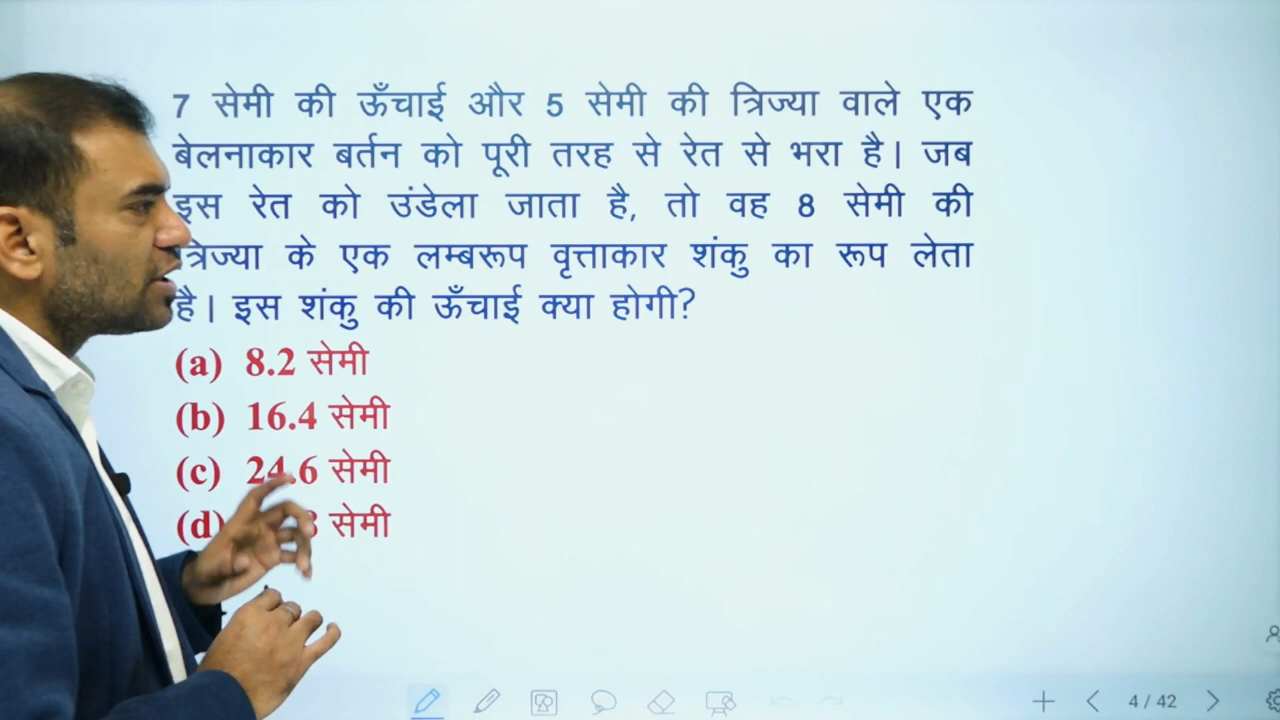 7 सेमी की ऊँचाई और 5 सेमी की त्रिज्या वाले एक
बेलनाकार बर्तन को पूरी तरह से रेत से भरा है। जब
इस रेत को उंडेला जाता है, तो वह 8 सेमी की
त्रिज्या के एक लम्बरूप वृत्ताकार शंकु का रूप लेता
है। इस शंकु की ऊँचाई क्या होगी?
(a) 8.2 सेमी
(b) 16.4 सेमी
(c) 24.6 सेमी
(d) सेमी
4 / 42